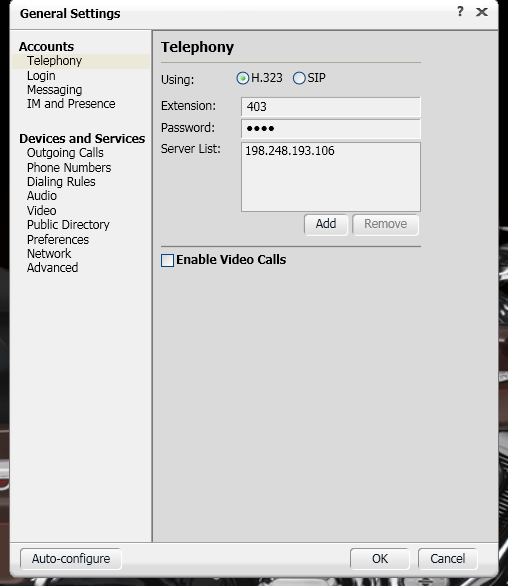 General Settings
?
Accounts
Telephony
Login
Messaging
IM and Presence
Devices and Services
Outgoing Calls
Phone Numbers
Dialing Rules
Audio
Video
Public Directory
Preferences
Network
Advanced
Telephony
Using: H.323 SIP
Extension: 403
Password: ••••
Server List: 198.248.193.106
Add Remove
Enable Video Calls
Auto-configure OK Cancel